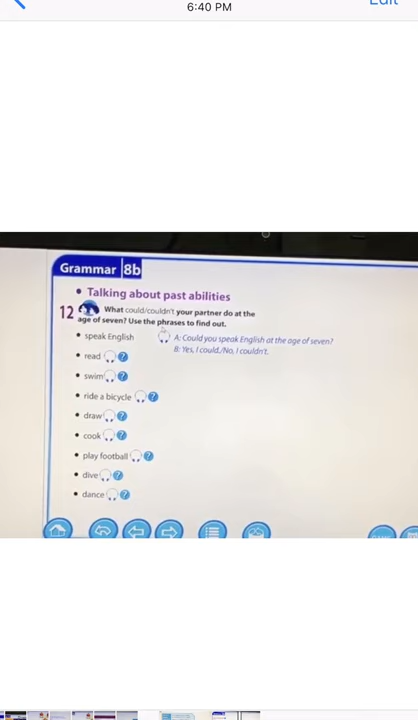 6:40 PM
Edit
Grammar 8b
• Talking about past abilities
12 What could/couldn't your partner do at the
age of seven? Use the phrases to find out.
• speak English
A: Could you speak English at the age of seven?
B: Yes, I could./No, I couldn't.
• read ?
• swim ?
• ride a bicycle ?
• draw ?
• cook ?
• play football ?
• dive ?
• dance ?